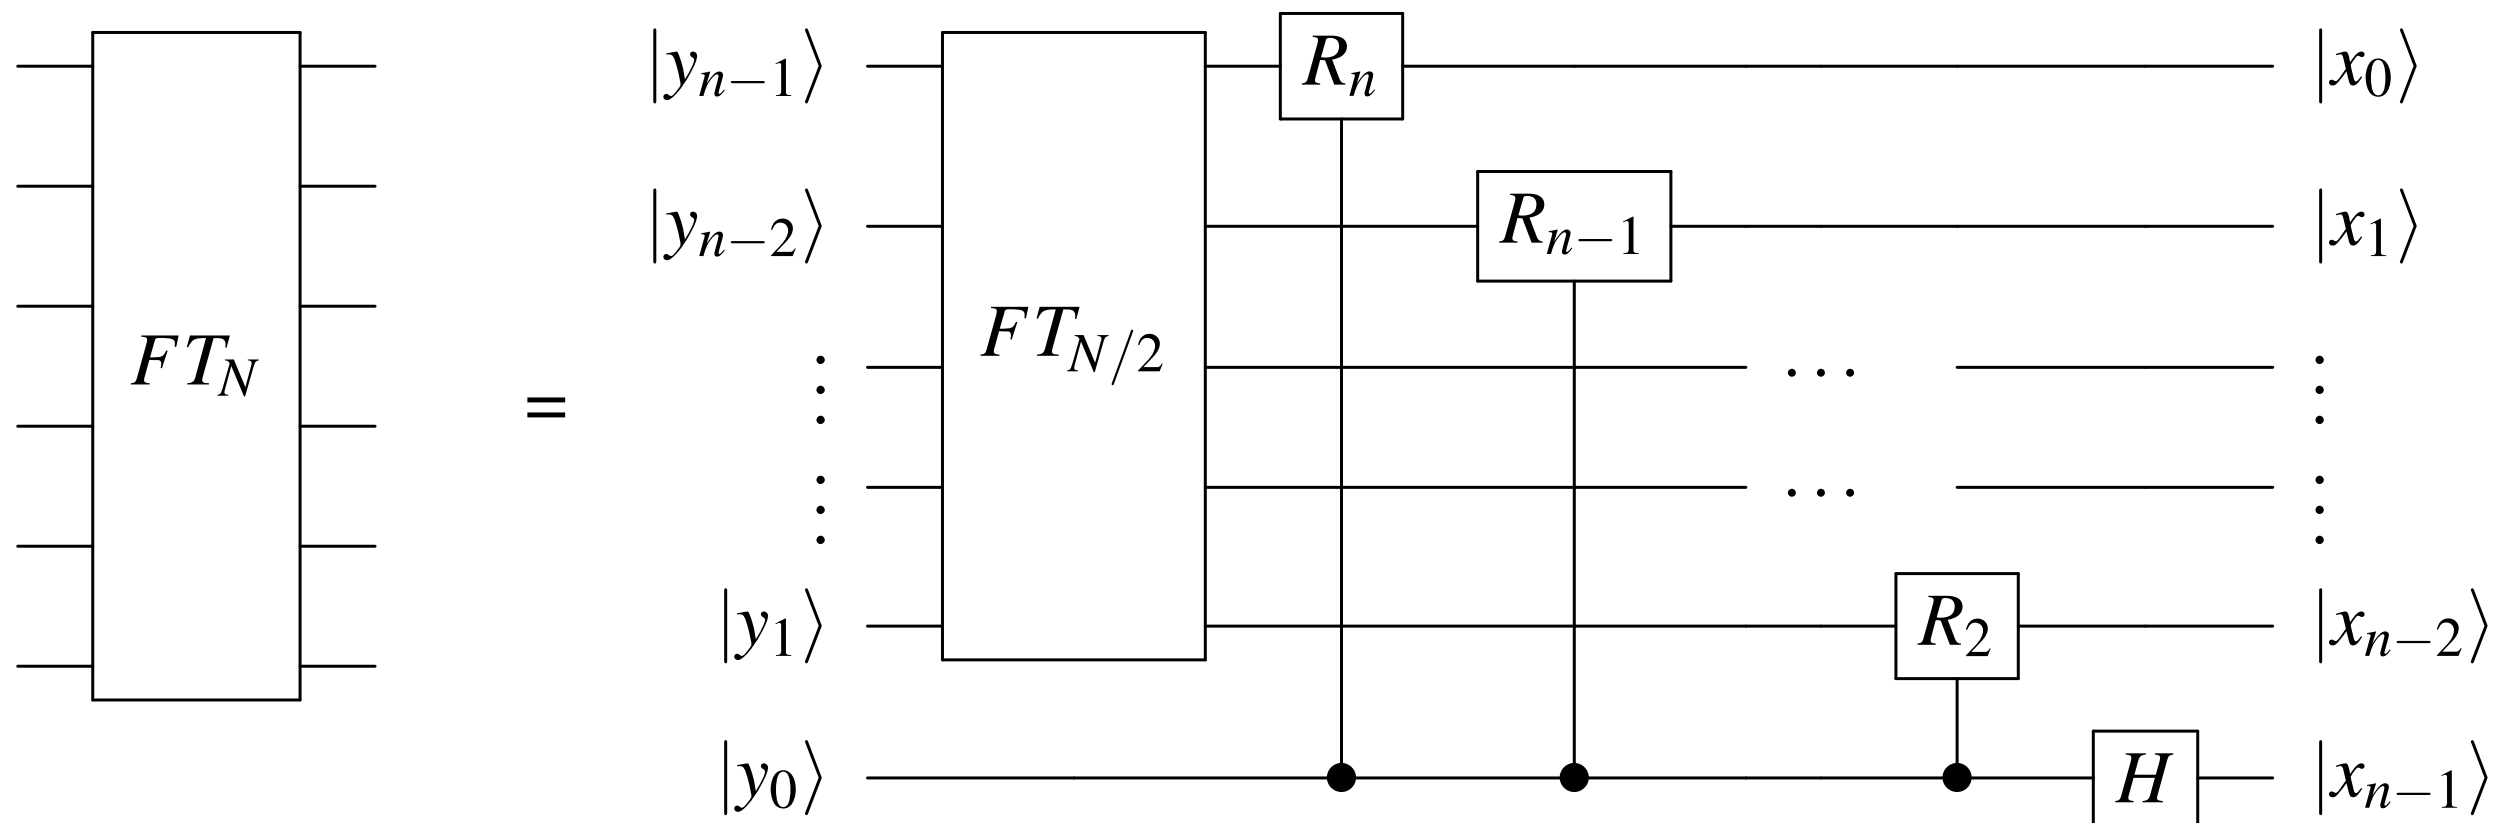 |y_{n−1}⟩ R_n |x_0⟩
|y_{n−2}⟩ R_{n−1} |x_1⟩
FT_N = ⋮ FT_{N/2} ··· ⋮
⋮ ··· ⋮
|y_1⟩ R_2 |x_{n−2}⟩
|y_0⟩ H |x_{n−1}⟩